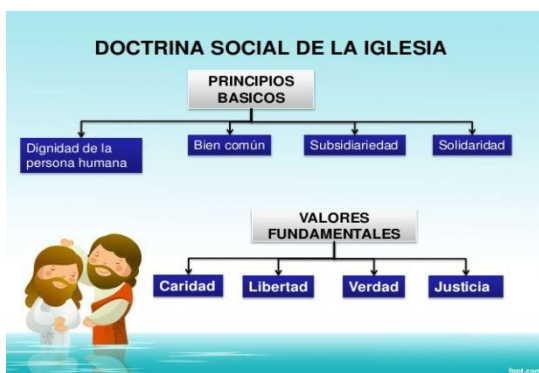 DOCTRINA SOCIAL DE LA IGLESIA
PRINCIPIOS
BASICOS
Dignidad de la
persona humana
Bien común
Subsidiariedad
Solidaridad
VALORES
FUNDAMENTALES
Caridad
Libertad
Verdad
Justicia